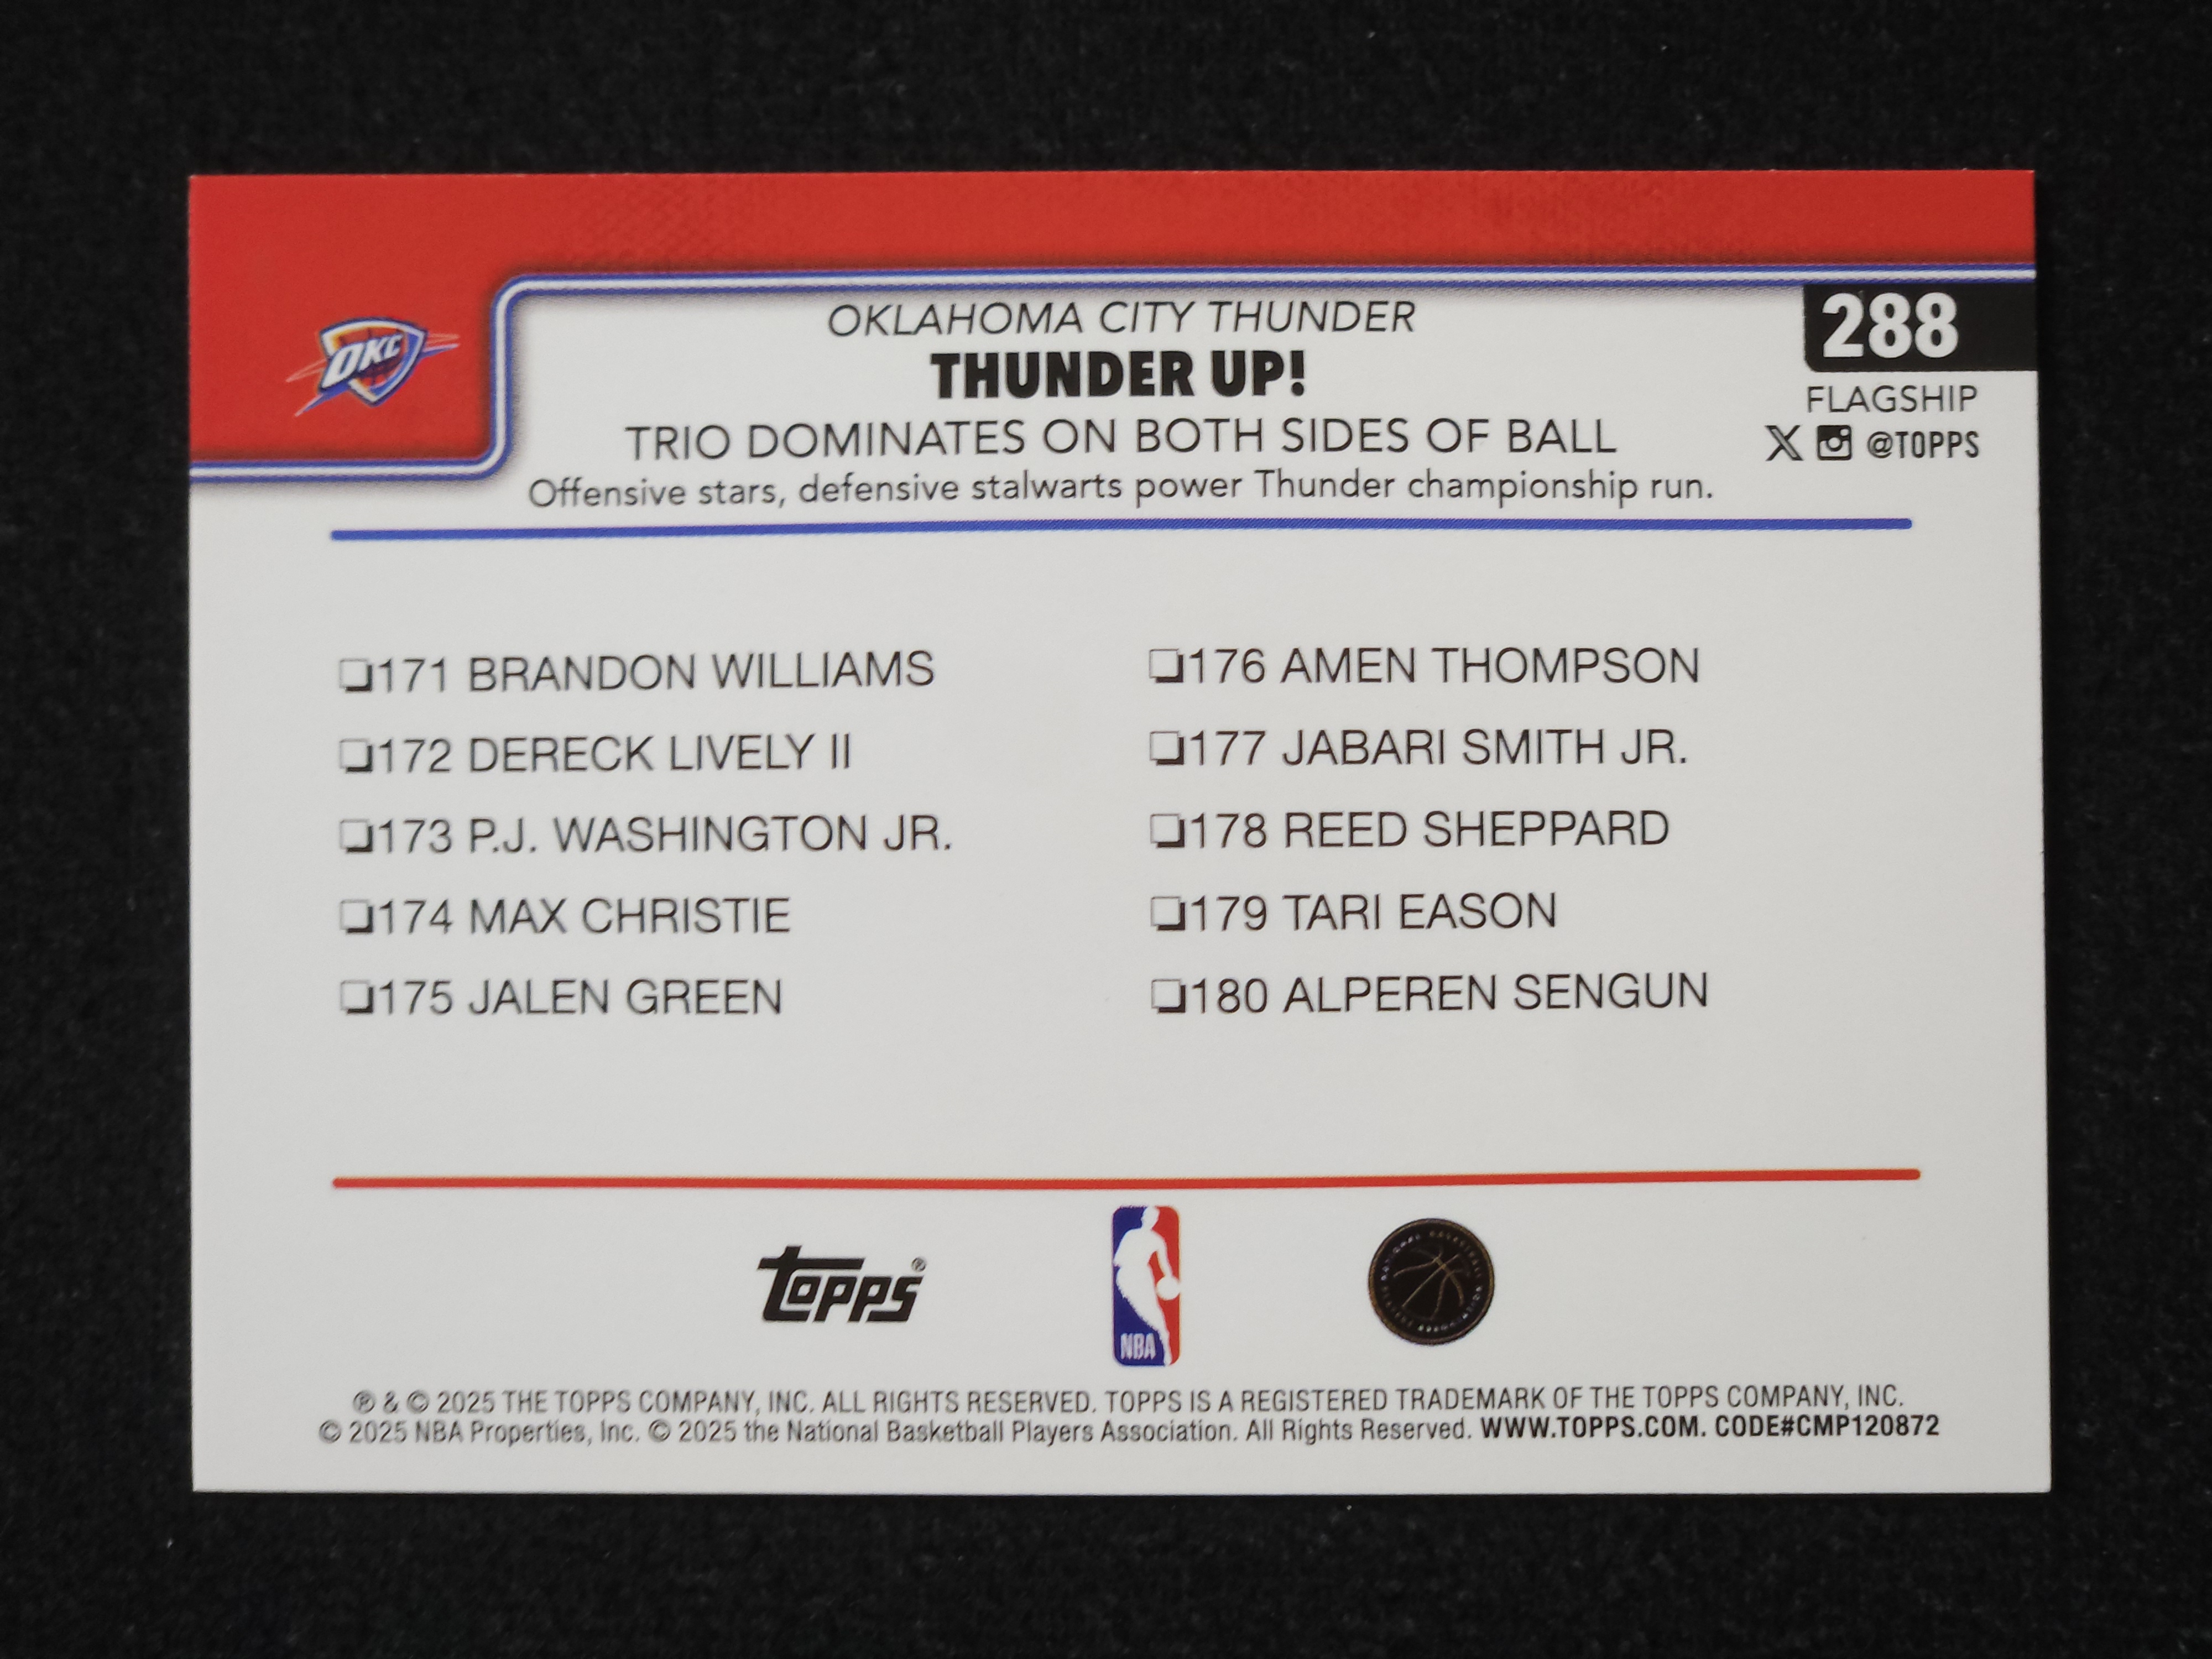 OKC
OKLAHOMA CITY THUNDER
THUNDER UP!
TRIO DOMINATES ON BOTH SIDES OF BALL
Offensive stars, defensive stalwarts power Thunder championship run.
288
FLAGSHIP
@TOPPS
❏171 BRANDON WILLIAMS
❏172 DERECK LIVELY II
❏173 P.J. WASHINGTON JR.
❏174 MAX CHRISTIE
❏175 JALEN GREEN
❏176 AMEN THOMPSON
❏177 JABARI SMITH JR.
❏178 REED SHEPPARD
❏179 TARI EASON
❏180 ALPEREN SENGUN
topps®
NBA
® & © 2025 THE TOPPS COMPANY, INC. ALL RIGHTS RESERVED. TOPPS IS A REGISTERED TRADEMARK OF THE TOPPS COMPANY, INC.
© 2025 NBA Properties, Inc. © 2025 the National Basketball Players Association. All Rights Reserved. WWW.TOPPS.COM. CODE#CMP120872